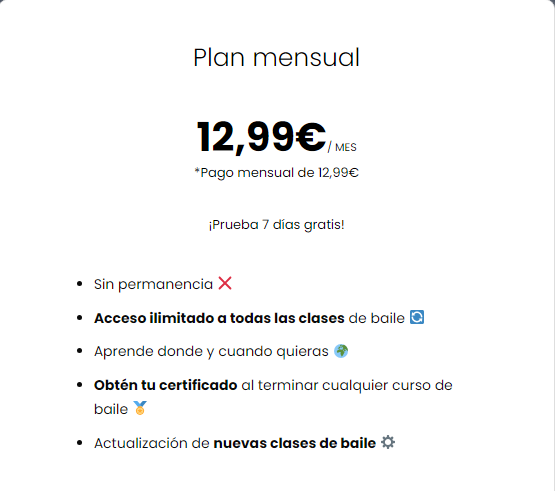 Plan mensual
12,99€/ MES
*Pago mensual de 12,99€
¡Prueba 7 días gratis!
Sin permanencia ❌
Acceso ilimitado a todas las clases de baile 🔄
Aprende donde y cuando quieras 🌍
Obtén tu certificado al terminar cualquier curso de
baile 🏅
Actualización de nuevas clases de baile ⚙️